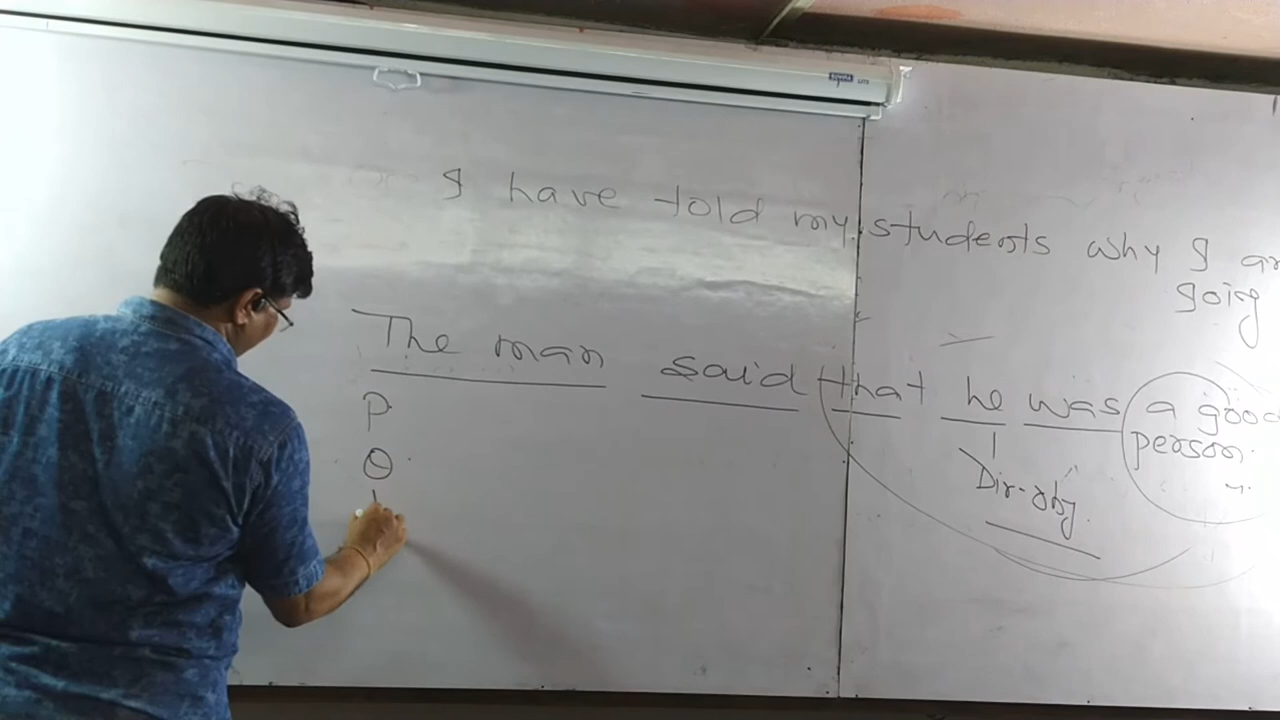 I have told my students why I
going
The man said that he was a good
person.
Dir-obj.
P
O